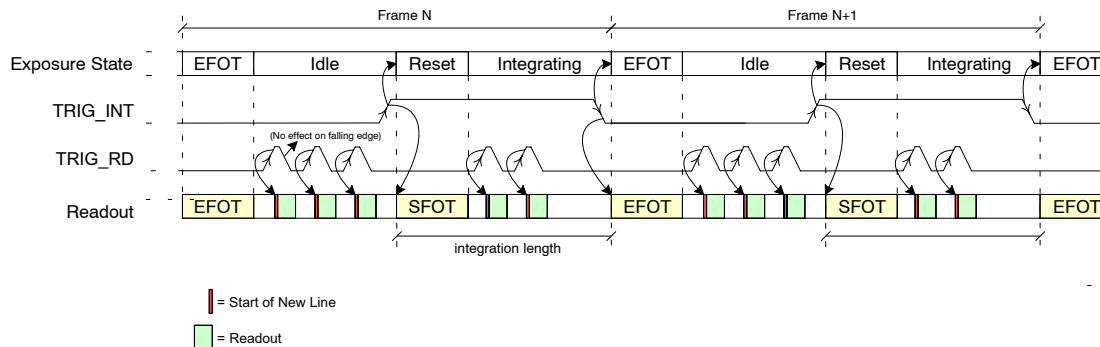 Frame N Frame N+1
Exposure State EFOT Idle Reset Integrating EFOT Idle Reset Integrating EFOT
TRIG_INT
(No effect on falling edge)
TRIG_RD
Readout EFOT SFOT EFOT SFOT EFOT
integration length
= Start of New Line
= Readout